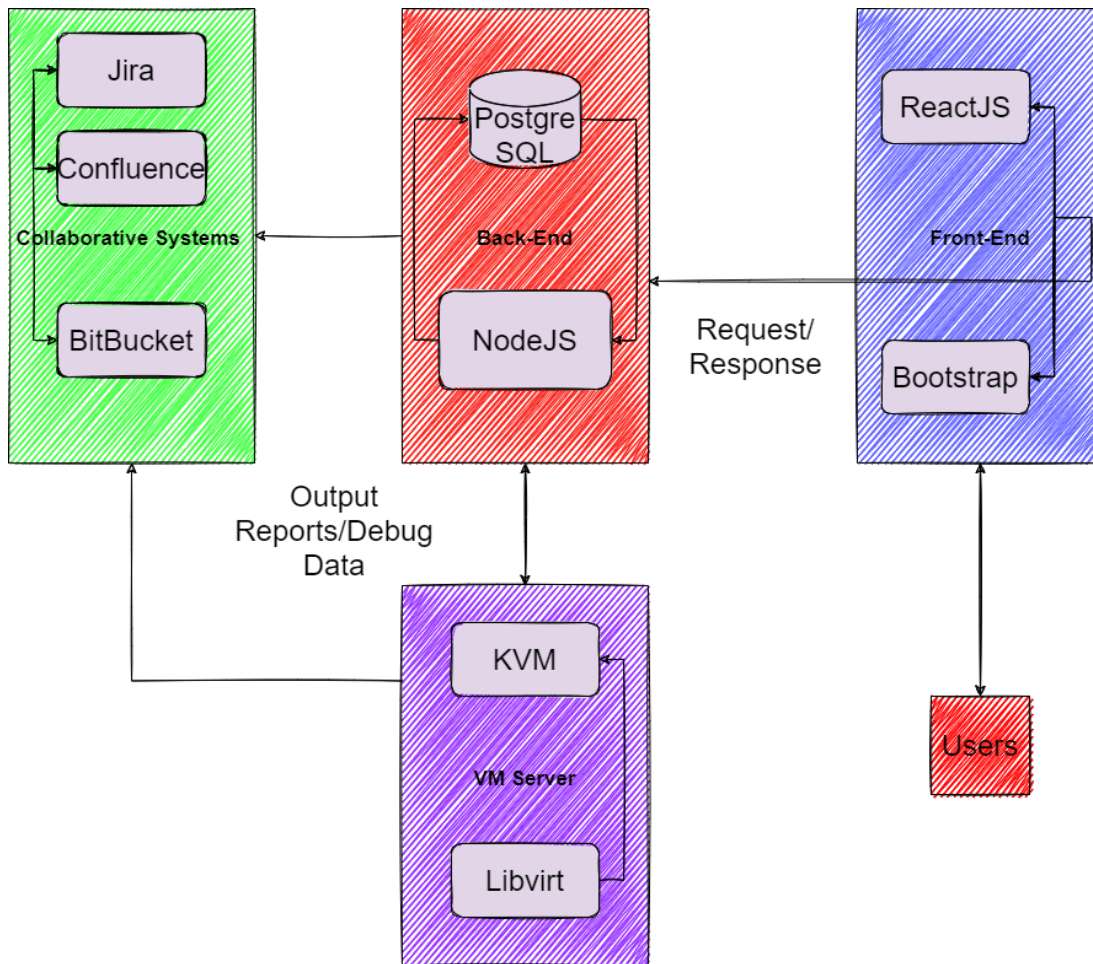 Jira
Confluence
Collaborative Systems
BitBucket
Postgre
SQL
Back-End
NodeJS
ReactJS
Front-End
Bootstrap
Request/
Response
Output
Reports/Debug
Data
KVM
VM Server
Libvirt
Users